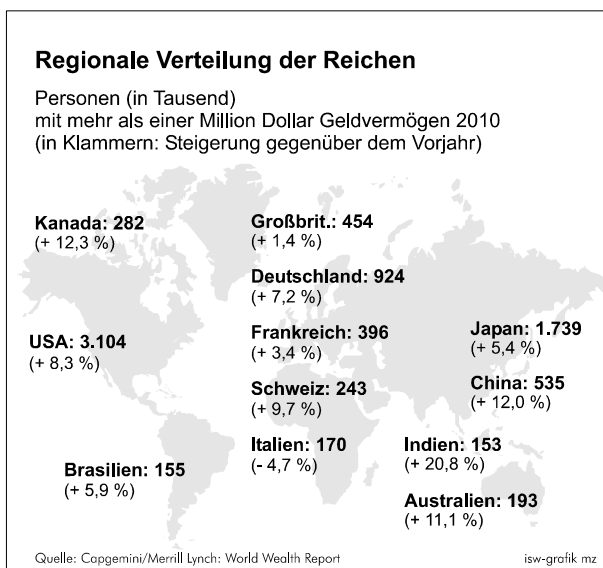 Regionale Verteilung der Reichen
Personen (in Tausend)
mit mehr als einer Million Dollar Geldvermögen 2010
(in Klammern: Steigerung gegenüber dem Vorjahr)
Kanada: 282
(+ 12,3 %)
Großbrit.: 454
(+ 1,4 %)
Deutschland: 924
(+ 7,2 %)
USA: 3.104
(+ 8,3 %)
Frankreich: 396
(+ 3,4 %)
Japan: 1.739
(+ 5,4 %)
Schweiz: 243
(+ 9,7 %)
China: 535
(+ 12,0 %)
Brasilien: 155
(+ 5,9 %)
Italien: 170
(- 4,7 %)
Indien: 153
(+ 20,8 %)
Australien: 193
(+ 11,1 %)
Quelle: Capgemini/Merrill Lynch: World Wealth Report
isw-grafik mz